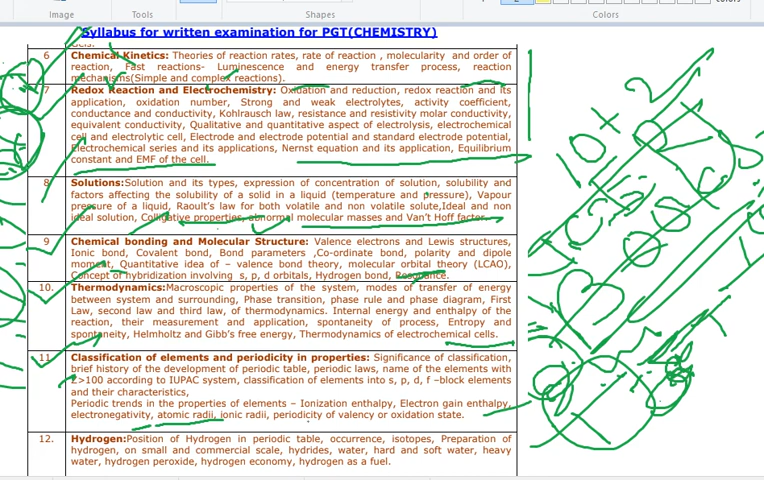 colors
Image Tools Shapes Colors
Syllabus for written examination for PGT(CHEMISTRY)
6 Chemical Kinetics: Theories of reaction rates, rate of reaction , molecularity and order of
reaction, Fast reactions- Luminescence and energy transfer process, reaction
mechanisms(Simple and complex reactions).
7 Redox Reaction and Electrochemistry: Oxidation and reduction, redox reaction and its
application, oxidation number, Strong and weak electrolytes, activity coefficient,
conductance and conductivity, Kohlrausch law, resistance and resistivity molar conductivity,
equivalent conductivity, Qualitative and quantitative aspect of electrolysis, electrochemical
cell and electrolytic cell, Electrode and electrode potential and standard electrode potential,
Electrochemical series and its applications, Nernst equation and its application, Equilibrium
constant and EMF of the cell.
8 Solutions:Solution and its types, expression of concentration of solution, solubility and
factors affecting the solubility of a solid in a liquid (temperature and pressure), Vapour
pressure of a liquid, Raoult's law for both volatile and non volatile solute,Ideal and non
ideal solution, Colligative properties, abnormal molecular masses and Van't Hoff factor.
9 Chemical bonding and Molecular Structure: Valence electrons and Lewis structures,
Ionic bond, Covalent bond, Bond parameters ,Co-ordinate bond, polarity and dipole
moment, Quantitative idea of – valence bond theory, molecular orbital theory (LCAO),
Concept of hybridization involving s, p, d orbitals, Hydrogen bond, Resonance.
10. Thermodynamics:Macroscopic properties of the system, modes of transfer of energy
between system and surrounding, Phase transition, phase rule and phase diagram, First
Law, second law and third law, of thermodynamics. Internal energy and enthalpy of the
reaction, their measurement and application, spontaneity of process, Entropy and
spontaneity, Helmholtz and Gibb's free energy, Thermodynamics of electrochemical cells.
11 Classification of elements and periodicity in properties: Significance of classification,
brief history of the development of periodic table, periodic laws, name of the elements with
Z>100 according to IUPAC system, classification of elements into s, p, d, f –block elements
and their characteristics,
Periodic trends in the properties of elements – Ionization enthalpy, Electron gain enthalpy,
electronegativity, atomic radii, ionic radii, periodicity of valency or oxidation state.
12. Hydrogen:Position of Hydrogen in periodic table, occurrence, isotopes, Preparation of
hydrogen, on small and commercial scale, hydrides, water, hard and soft water, heavy
water, hydrogen peroxide, hydrogen economy, hydrogen as a fuel.